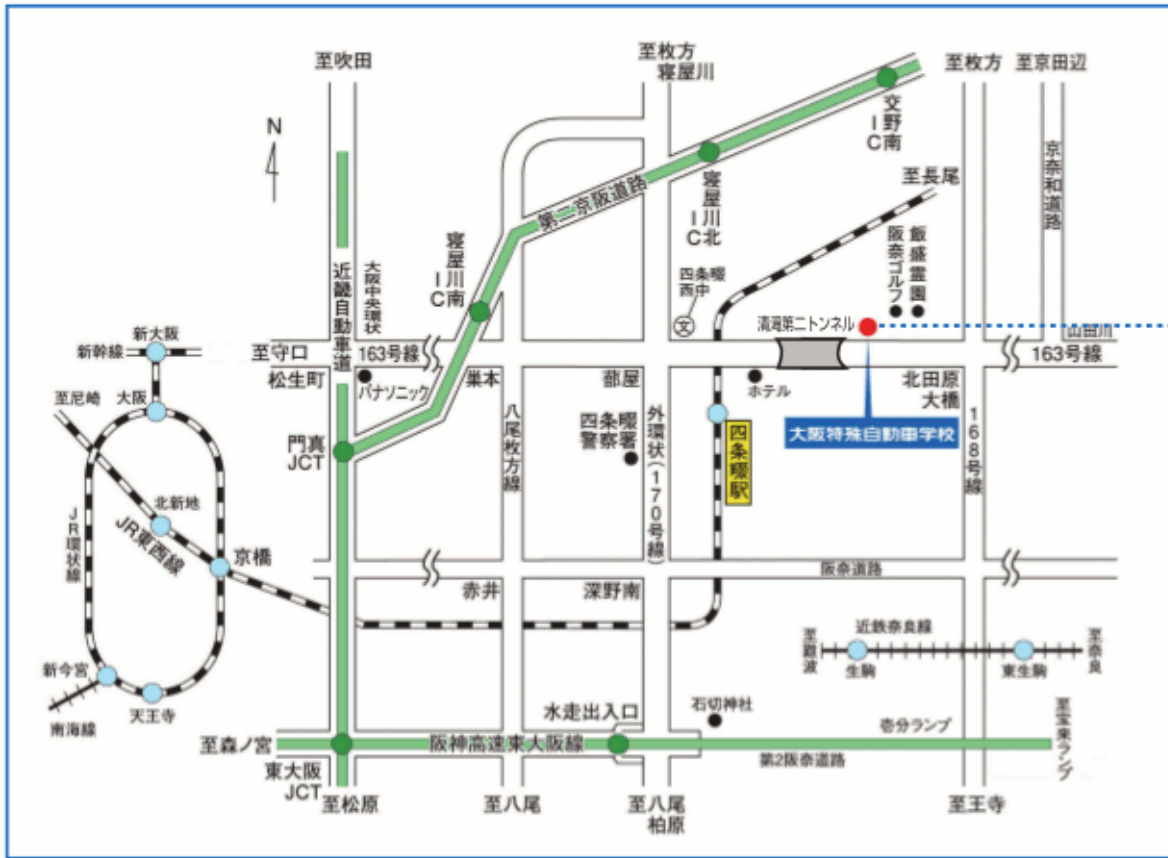 至吹田
至枚方
寝屋川
至枚方
至京田辺
N
交野南IC
京奈和道路
寝屋川北IC
第二京阪道路
至長尾
飯盛霊園
阪奈ゴルフ
寝屋川南IC
近畿自動車道
大阪中央環状
四条畷
西中
文
清滝第二トンネル
山田川
新大阪
新幹線
至守口
163号線
163号線
松生町
パナソニック
巣本
蔀屋
ホテル
北田原
大橋
至尼崎
大阪
門真
JCT
八尾枚方線
四条畷
警察署
外環状(170号線)
四条畷駅
大阪特殊自動車学校
168号線
北新地
JR環状線
JR東西線
京橋
阪奈道路
赤井
深野南
近鉄奈良線
至難波
至奈良
生駒
東生駒
新今宮
天王寺
南海線
水走出入口
石切神社
壱分ランプ
至宝来ランプ
至森ノ宮
阪神高速東大阪線
第2阪奈道路
東大阪
JCT
至松原
至八尾
至八尾
柏原
至王寺